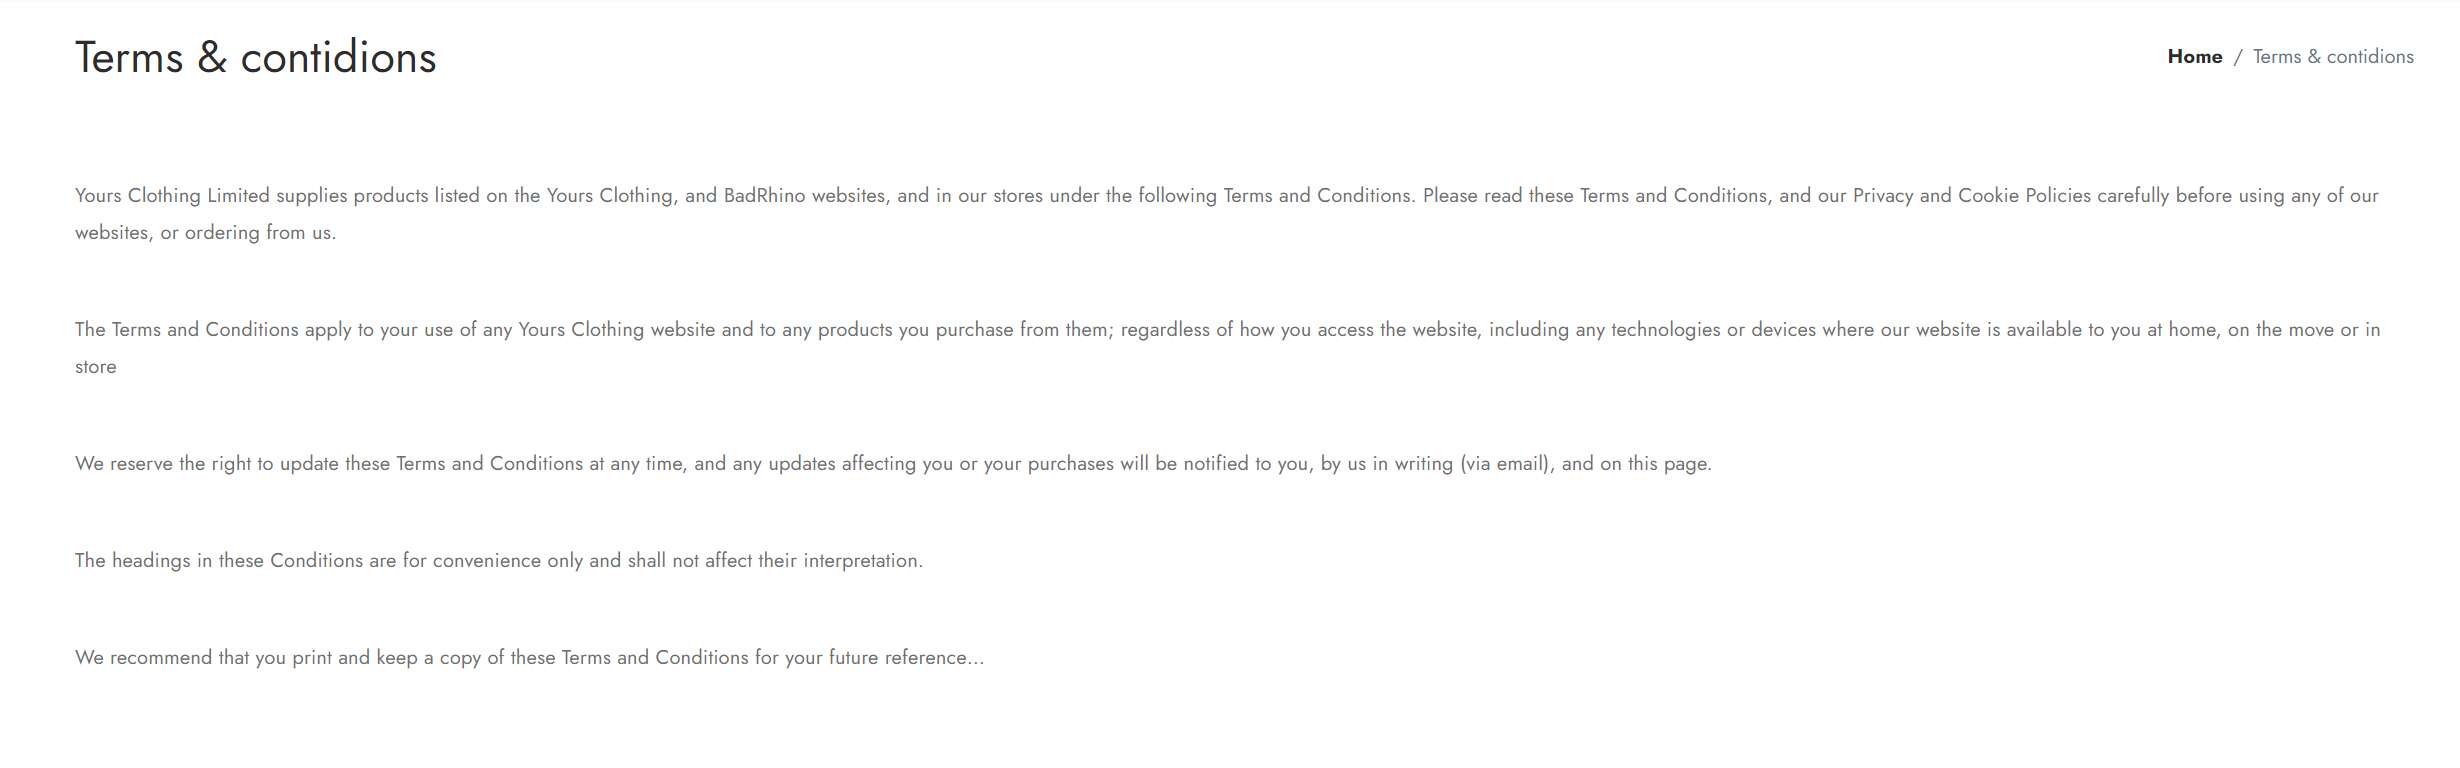 Terms & contidions
Home / Terms & contidions
Yours Clothing Limited supplies products listed on the Yours Clothing, and BadRhino websites, and in our stores under the following Terms and Conditions. Please read these Terms and Conditions, and our Privacy and Cookie Policies carefully before using any of our
websites, or ordering from us.
The Terms and Conditions apply to your use of any Yours Clothing website and to any products you purchase from them; regardless of how you access the website, including any technologies or devices where our website is available to you at home, on the move or in
store
We reserve the right to update these Terms and Conditions at any time, and any updates affecting you or your purchases will be notified to you, by us in writing (via email), and on this page.
The headings in these Conditions are for convenience only and shall not affect their interpretation.
We recommend that you print and keep a copy of these Terms and Conditions for your future reference...